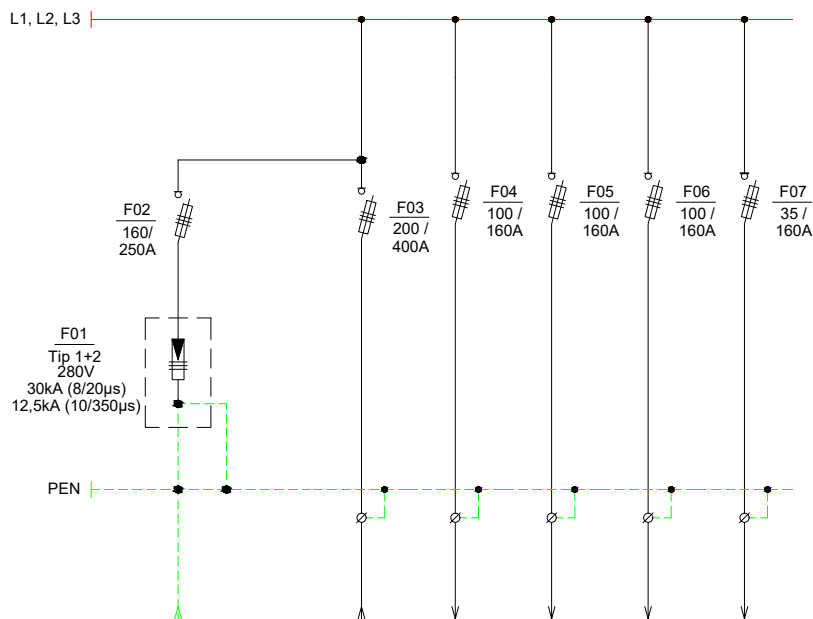 L1, L2, L3
F02
160/
250A
F03
200 /
400A
F04
100 /
160A
F05
100 /
160A
F06
100 /
160A
F07
35 /
160A
F01
Tip 1+2
280V
30kA (8/20µs)
12,5kA (10/350µs)
PEN